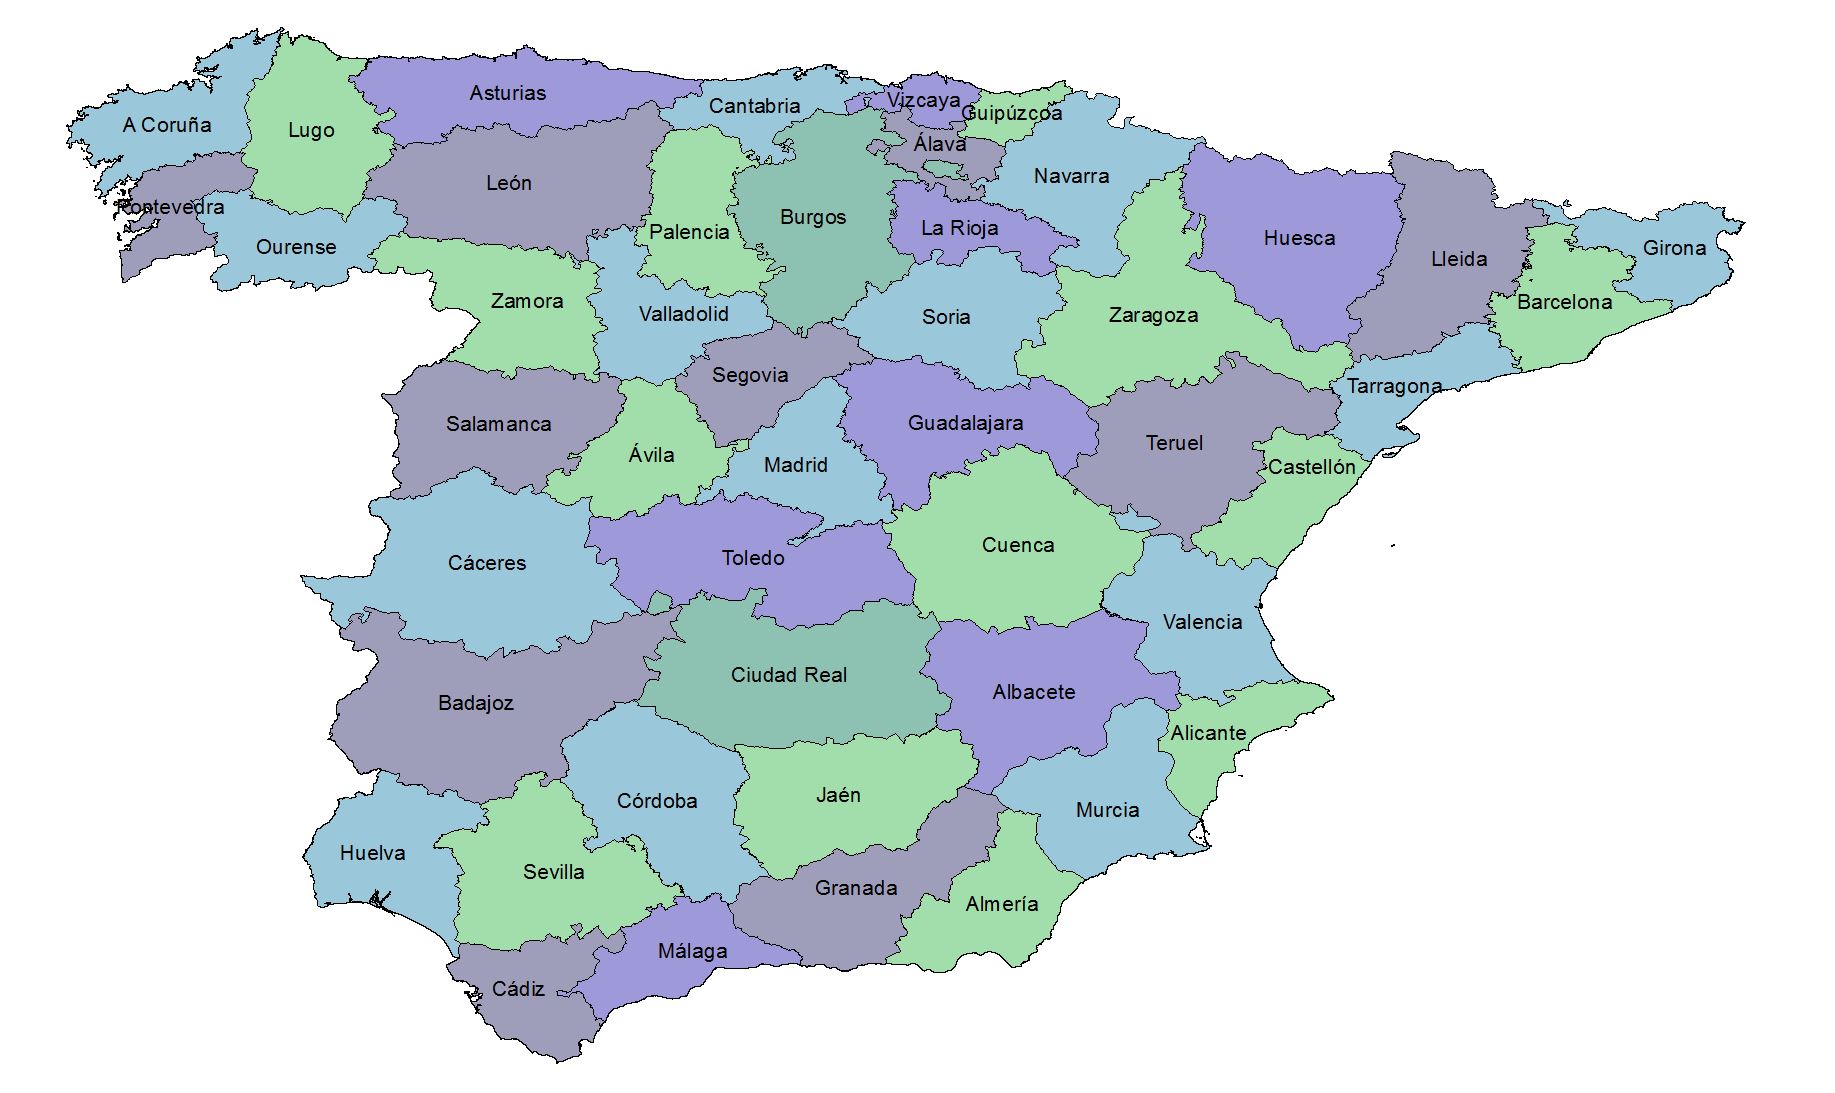 Asturias
Vizcaya
Cantabria
Guipúzcoa
A Coruña
Lugo
Álava
Navarra
León
Pontevedra
Burgos
La Rioja
Palencia
Huesca
Ourense
Girona
Lleida
Zamora
Barcelona
Valladolid
Soria
Zaragoza
Segovia
Tarragona
Salamanca
Guadalajara
Teruel
Ávila
Madrid
Castellón
Cuenca
Toledo
Cáceres
Valencia
Ciudad Real
Albacete
Badajoz
Alicante
Jaén
Córdoba
Murcia
Huelva
Sevilla
Granada
Almería
Málaga
Cádiz